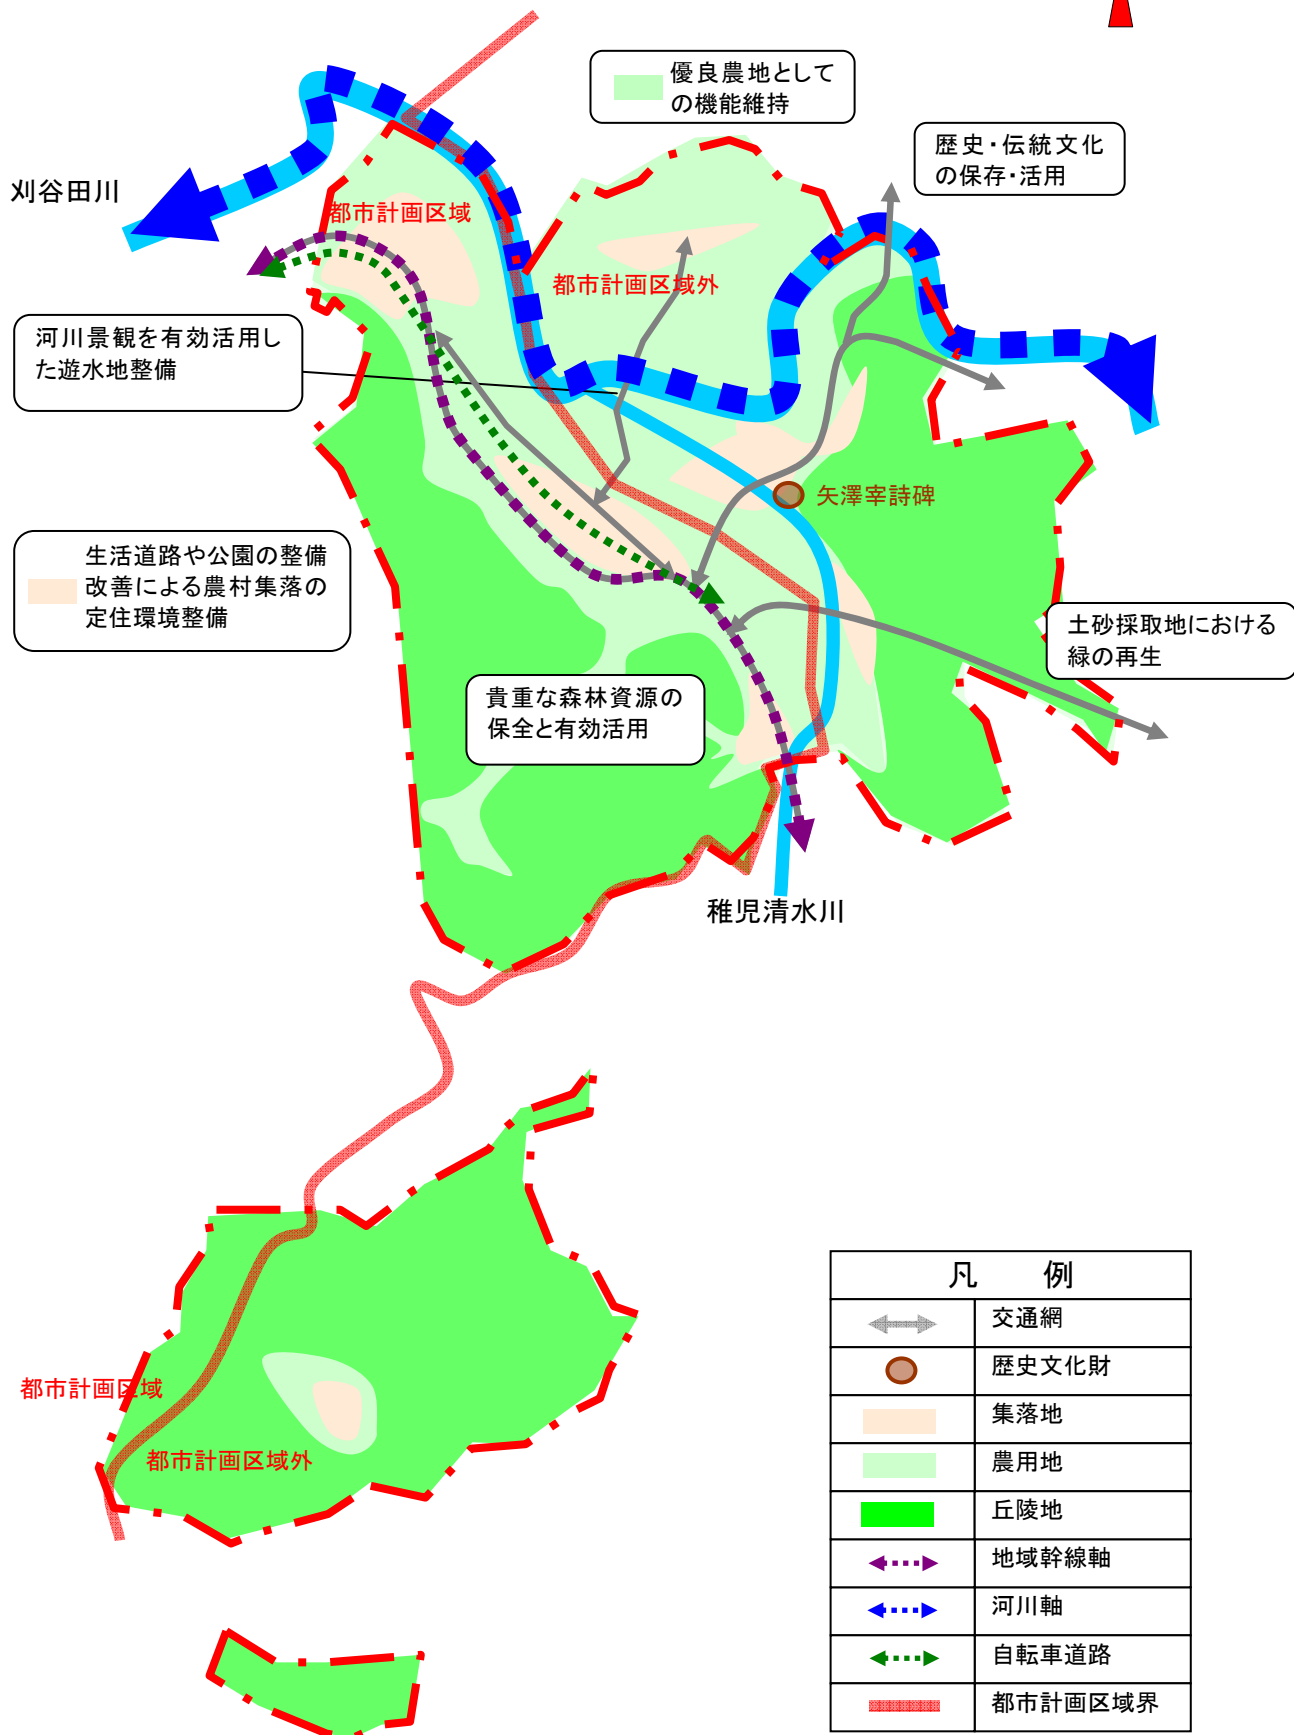 優良農地として
の機能維持
歴史・伝統文化
の保存・活用
刈谷田川
都市計画区域
都市計画区域外
河川景観を有効活用し
た遊水地整備
矢澤宰詩碑
生活道路や公園の整備
改善による農村集落の
定住環境整備
土砂採取地における
緑の再生
貴重な森林資源の
保全と有効活用
稚児清水川
都市計画区域
都市計画区域外
凡 例
交通網
歴史文化財
集落地
農用地
丘陵地
地域幹線軸
河川軸
自転車道路
都市計画区域界